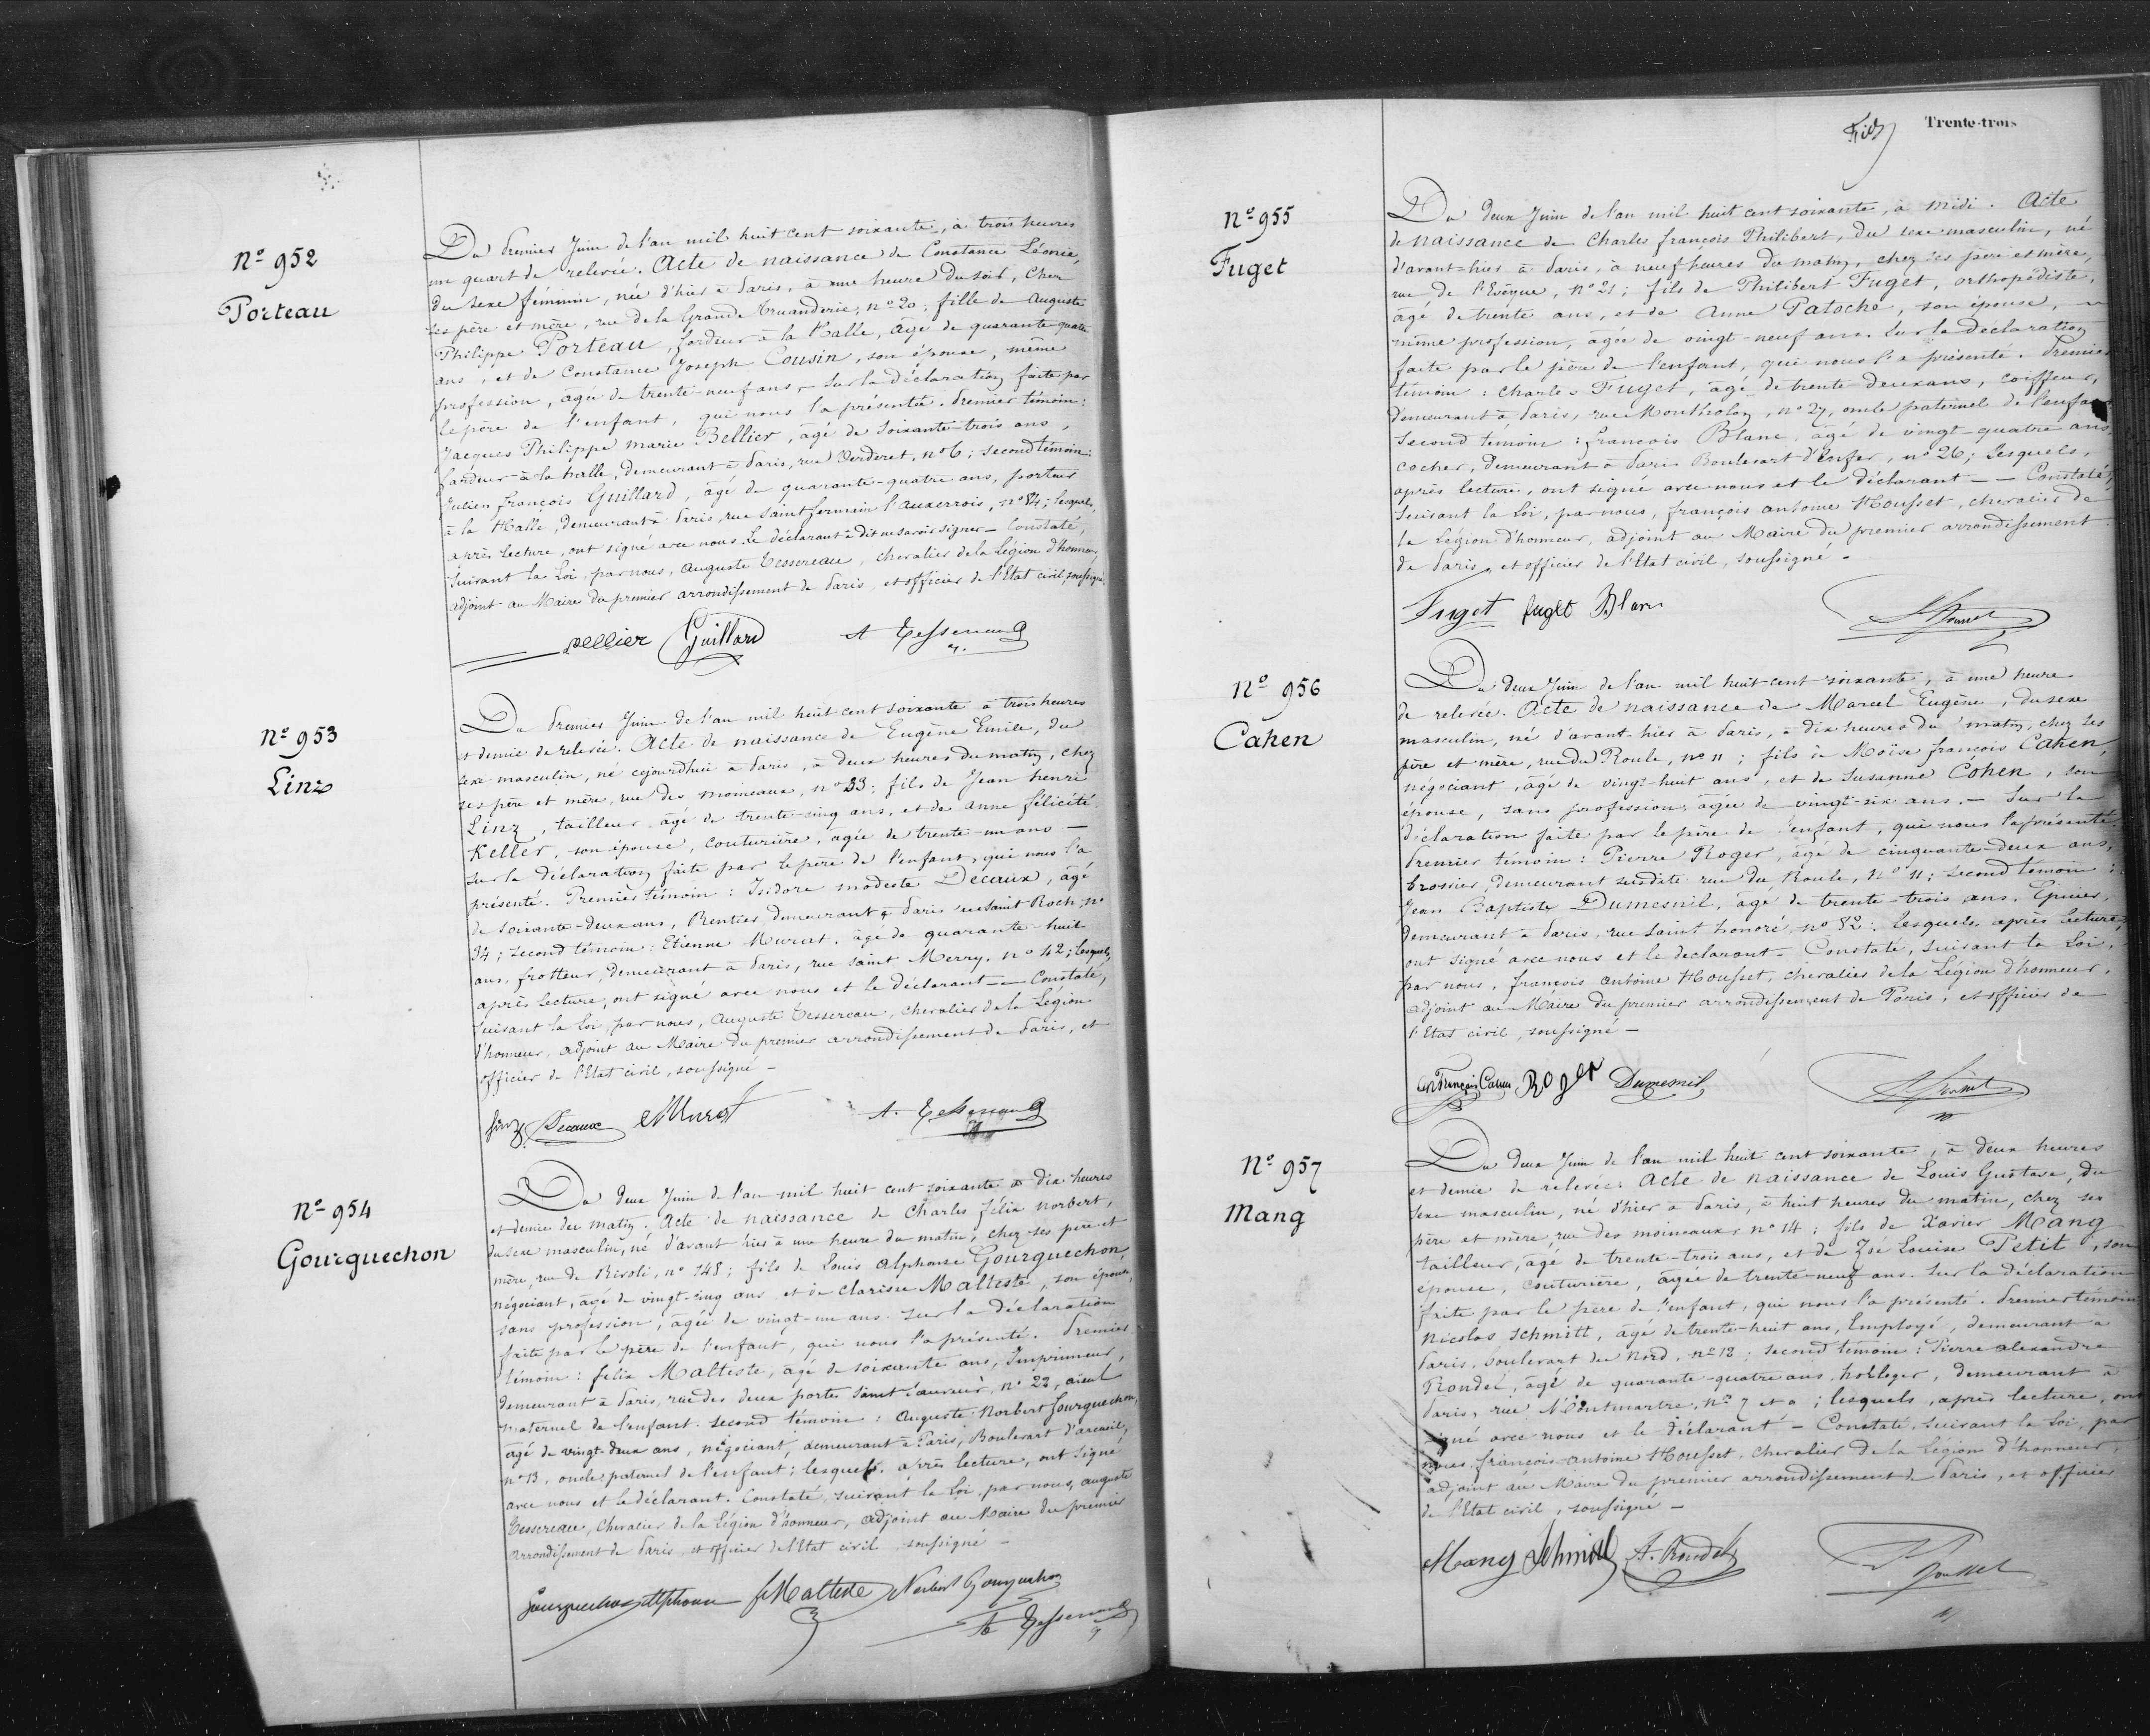 Nº 952
Porteau
Du Premier Juin de l'an mil huit cent soixante, à trois heures
un quart de relevée. Acte de naissance de Constance Léonie,
du sexe féminin, née d'hier à Paris, à une heure du soir, chez
ses père et mère, rue de la Grande Truanderie, nº 20; fille de Auguste
Philippe Porteau, fardeur à la Halle, âgé de quarante-quatre
ans, et de Constance Joseph Cousin, son épouse, même
profession, âgée de trente-neuf ans. Sur la déclaration faite par
le père de l'enfant, qui nous l'a présentée. Premier témoin:
Jacques Philippe Marie Bellier, âgé de soixante-trois ans,
fardeur à la halle, demeurant à Paris, rue Verderet, nº 6; second témoin:
Julien François Guillard, âgé de quarante-quatre ans, porteur
à la Halle, demeurant à Paris, rue Saint Germain l'auxerrois, nº 84; lesquels,
après lecture, ont signé avec nous. Le déclarant a dit ne savoir signer - Constaté,
suivant la Loi, par nous, Auguste Tessereau, chevalier de la Légion d'honneur,
adjoint au Maire du premier arrondissement de Paris, et officier de l'Etat civil, soussigné.
Bellier Guillard A Tessereau
Nº 953
Linz
Du Premier Juin de l'an mil huit cent soixante à trois heures
et demie de relevée. Acte de naissance de Eugène Emile, du
sexe masculin, né cejourdhui à Paris, à deux heures du matin, chez
ses père et mère, rue des moineaux, nº 33; fils de Jean henri
Linz, tailleur âgé de trente-cinq ans, et de anne félicité
Keller, son épouse, couturière, âgée de trente-un ans -
sur la déclaration faite par le père de l'enfant, qui nous l'a
présenté. Premier témoin: Isidore modeste Decaux, âgé
de soixante-deux ans, Rentier, demeurant à Paris rue Saint Roch, nº
34; second témoin: Etienne Murat, âgé de quarante-huit
ans, frotteur, demeurant à Paris, rue saint Merry, nº 42; lesquels,
après lecture, ont signé avec nous et le déclarant - Constaté,
suivant la Loi, par nous, Auguste Tessereau, chevalier de la Légion
d'honneur, adjoint au Maire du premier arrondissement de Paris, et
officier de l'Etat civil, soussigné -
Linz Decaux Murat A. Tessereau
Nº 954
Gourguechon
Du deux Juin de l'an mil huit cent soixante à dix heures
et demie du matin. Acte de naissance de Charles félix norbert,
du sexe masculin, né d'avant hier à une heure du matin, chez ses père et
mère, rue de Rivoli, nº 148; fils de Louis alphonse Gourguechon,
négociant, âgé de vingt-cinq ans et de clarisse Malteste, son épouse,
sans profession, âgée de vingt-un ans. Sur la déclaration
faite par le père de l'enfant, qui nous l'a présenté. Premier
témoin: félix Malteste, âgé de soixante ans, Imprimeur,
demeurant à Paris, rue des deux portes Saint Sauveur, nº 22, aïeul
maternel de l'enfant. second témoin: Auguste Norbert Gourguechon,
âgé de vingt-deux ans, négociant, demeurant à Paris, Boulevart d'arcueil,
nº 13, oncle paternel de l'enfant; lesquels, après lecture, ont signé
avec nous et le déclarant. Constaté, suivant la Loi, par nous, auguste
Tessereau, Chevalier de la Légion d'honneur, adjoint au Maire du premier
arrondissement de Paris, et officier de l'Etat civil soussigné -
Gourguechon Alphonse f Malteste Norbert Gourguechon
A Tessereau
Trente-trois
Nº 955
Fuget
Du deux Juin de l'an mil huit cent soixante, à midi. Acte
de naissance de Charles françois Philibert, du sexe masculin, né
d'avant-hier à Paris, à neuf heures du matin, chez ses père et mère,
rue de l'Evêque, nº 21; fils de Philibert Fuget, orthopédiste,
âgé de trente ans, et de Anne Patoche, son épouse,
même profession, âgée de vingt-neuf ans. Sur la déclaration
faite par le père de l'enfant, qui nous l'a présenté. Premier
témoin: Charles Fuget, âgé de trente-deux ans, coiffeur,
demeurant à Paris, rue Montholon, nº 27, oncle paternel de l'enfant
Second témoin: françois Blanc, âgé de vingt-quatre ans,
cocher, demeurant à Paris Boulevart d'Enfer, nº 26; Lesquels,
après lecture, ont signé avec nous et le déclarant - - Constaté,
suivant la Loi, par nous, françois antoine Housset, chevalier de
la Légion d'honneur, adjoint au Maire du premier arrondissement
de Paris, et officier de l'Etat civil, soussigné -
Fuget fuget Blanc
Nº 956
Cahen
Du deux Juin de l'an mil huit cent soixante, à une heure
de relevée. Acte de naissance de Marcel Eugène, du sexe
masculin, né d'avant-hier à Paris, à dix heures du matin, chez ses
père et mère, rue du Roule, nº 11; fils de Moïse françois Cahen,
négociant, âgé de vingt-huit ans, et de Susanne Cohen, son
épouse, sans profession, âgée de vingt-six ans. - Sur la
déclaration faite par le père de l'enfant, qui nous l'a présenté.
Premier témoin: Pierre Roger, âgé de cinquante-deux ans,
brossier, demeurant susdite rue du Roule, nº 11; second témoin:
Jean Baptiste Dumesnil, âgé de trente-trois ans, Epicier,
demeurant à Paris, rue saint honoré, nº 82; lesquels, après lecture,
ont signé avec nous et le déclarant - Constaté, suivant la Loi,
par nous, françois antoine Housset, chevalier de la Légion d'honneur,
adjoint au Maire du premier arrondissement de Paris, et officier de
l'Etat civil, soussigné -
François Cahen Roger Dumesnil
Nº 957
Mang
Du deux Juin de l'an mil huit cent soixante, à deux heures
et demie de relevée. Acte de naissance de Louis Gustave, du
sexe masculin, né d'hier à Paris, à huit heures du matin, chez ses
père et mère, rue des moineaux, nº 14; fils de Xavier Mang
tailleur, âgé de trente-trois ans, et de Zoé Louise Petit, son
épouse, couturière, âgée de trente-neuf ans. Sur la déclaration
faite par le père de l'enfant, qui nous l'a présenté. Premier témoin
Nicolas Schmitt, âgé de trente-huit ans, Employé, demeurant à
Paris, boulevart du Nord, nº 12; second témoin: Pierre alexandre
Rondel, âgé de quarante-quatre ans, horloger, demeurant à
Paris, rue Montmartre, nº 7 et 9; lesquels, après lecture, ont
signé avec nous et le déclarant - Constaté, suivant la Loi, par
nous, françois antoine Housset, chevalier de la Légion d'honneur,
adjoint au Maire du premier arrondissement de Paris, et officier
de l'Etat civil, soussigné -
Mang Schmitt A. Rondel Housset